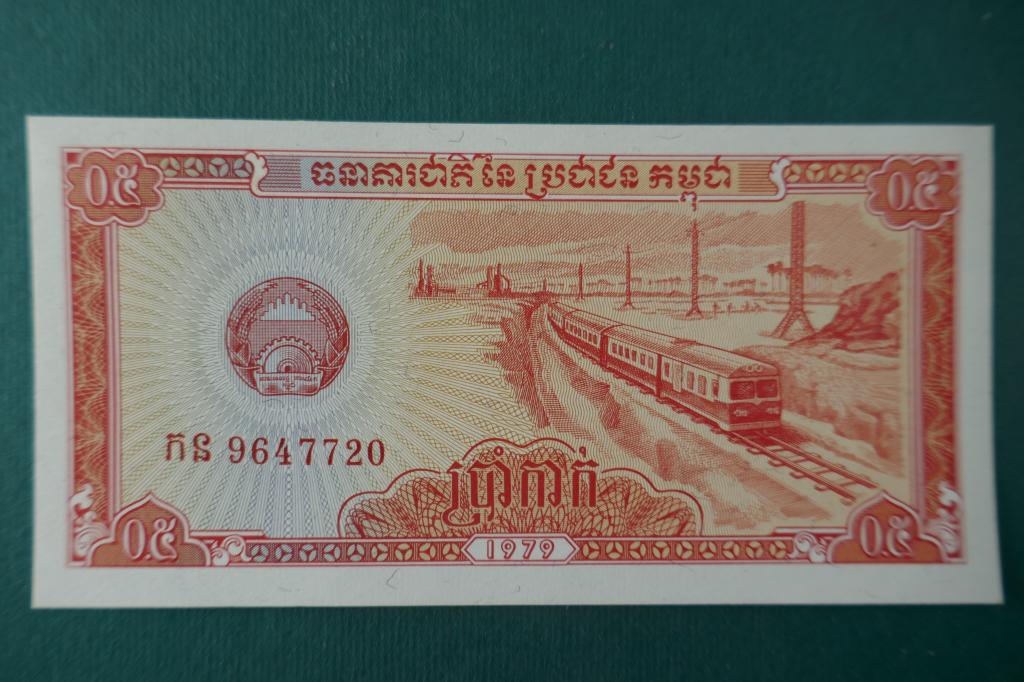 ធនាគារជាតិ នៃ ប្រជាជន កម្ពុជា
០.៥
០.៥
កន 9647720
ប្រាំកាក់
០.៥
1979
០.៥